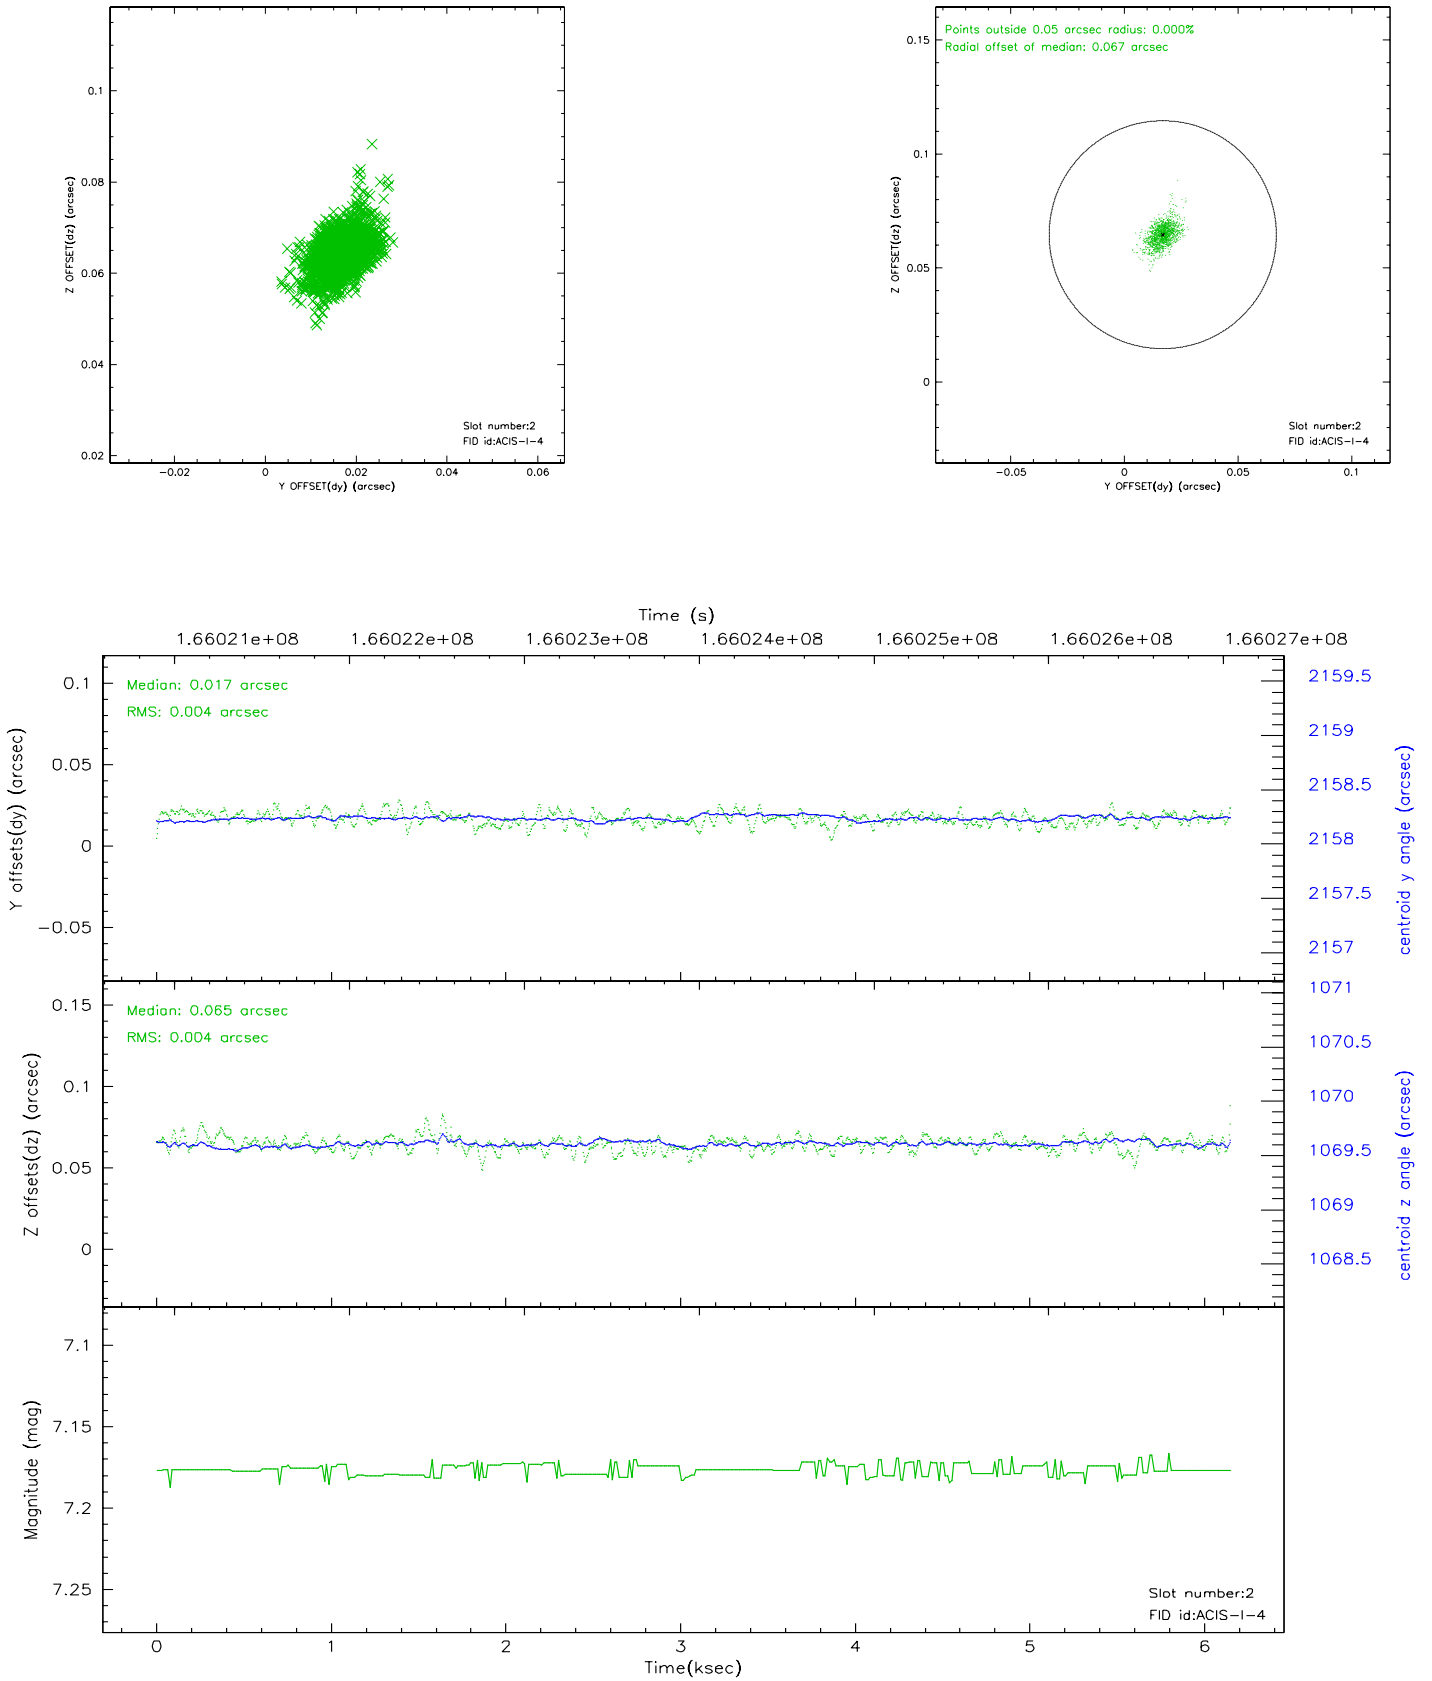 0.1
0.08
0.06
0.04
0.02
Z OFFSET(dz) (arcsec)
Slot number:2
FID id:ACIS-I-4
-0.02 0 0.02 0.04 0.06
Y OFFSET(dy) (arcsec)
Points outside 0.05 arcsec radius: 0.000%
Radial offset of median: 0.067 arcsec
0.15
0.1
0.05
0
Z OFFSET(dz) (arcsec)
Slot number:2
FID id:ACIS-I-4
-0.05 0 0.05 0.1
Y OFFSET(dy) (arcsec)
Time (s)
1.66021e+08 1.66022e+08 1.66023e+08 1.66024e+08 1.66025e+08 1.66026e+08 1.66027e+08
Median: 0.017 arcsec
RMS: 0.004 arcsec
0.1
0.05
0
-0.05
Y offsets(dy) (arcsec)
2159.5
2159
2158.5
2158
2157.5
2157
centroid y angle (arcsec)
Median: 0.065 arcsec
RMS: 0.004 arcsec
0.15
0.1
0.05
0
Z offsets(dz) (arcsec)
1071
1070.5
1070
1069.5
1069
1068.5
centroid z angle (arcsec)
7.1
7.15
7.2
7.25
Magnitude (mag)
Slot number:2
FID id:ACIS-I-4
0 1 2 3 4 5 6
Time(ksec)